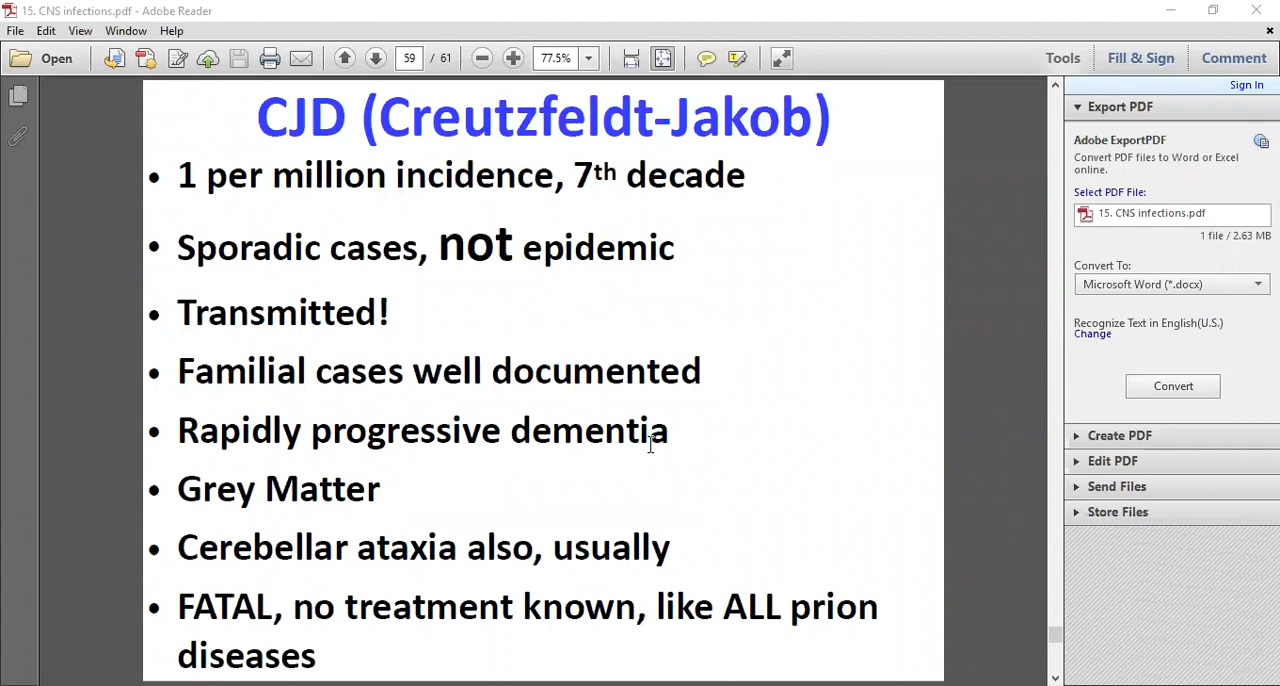 15. CNS infections.pdf - Adobe Reader
File Edit View Window Help
Open 59 / 61 77.5% Tools Fill & Sign Comment
Sign In
CJD (Creutzfeldt-Jakob)
• 1 per million incidence, 7th decade
• Sporadic cases, not epidemic
• Transmitted!
• Familial cases well documented
• Rapidly progressive dementia
• Grey Matter
• Cerebellar ataxia also, usually
• FATAL, no treatment known, like ALL prion
diseases
Export PDF
Adobe ExportPDF
Convert PDF files to Word or Excel
online.
Select PDF File:
15. CNS infections.pdf
1 file / 2.63 MB
Convert To:
Microsoft Word (*.docx)
Recognize Text in English(U.S.)
Change
Convert
Create PDF
Edit PDF
Send Files
Store Files